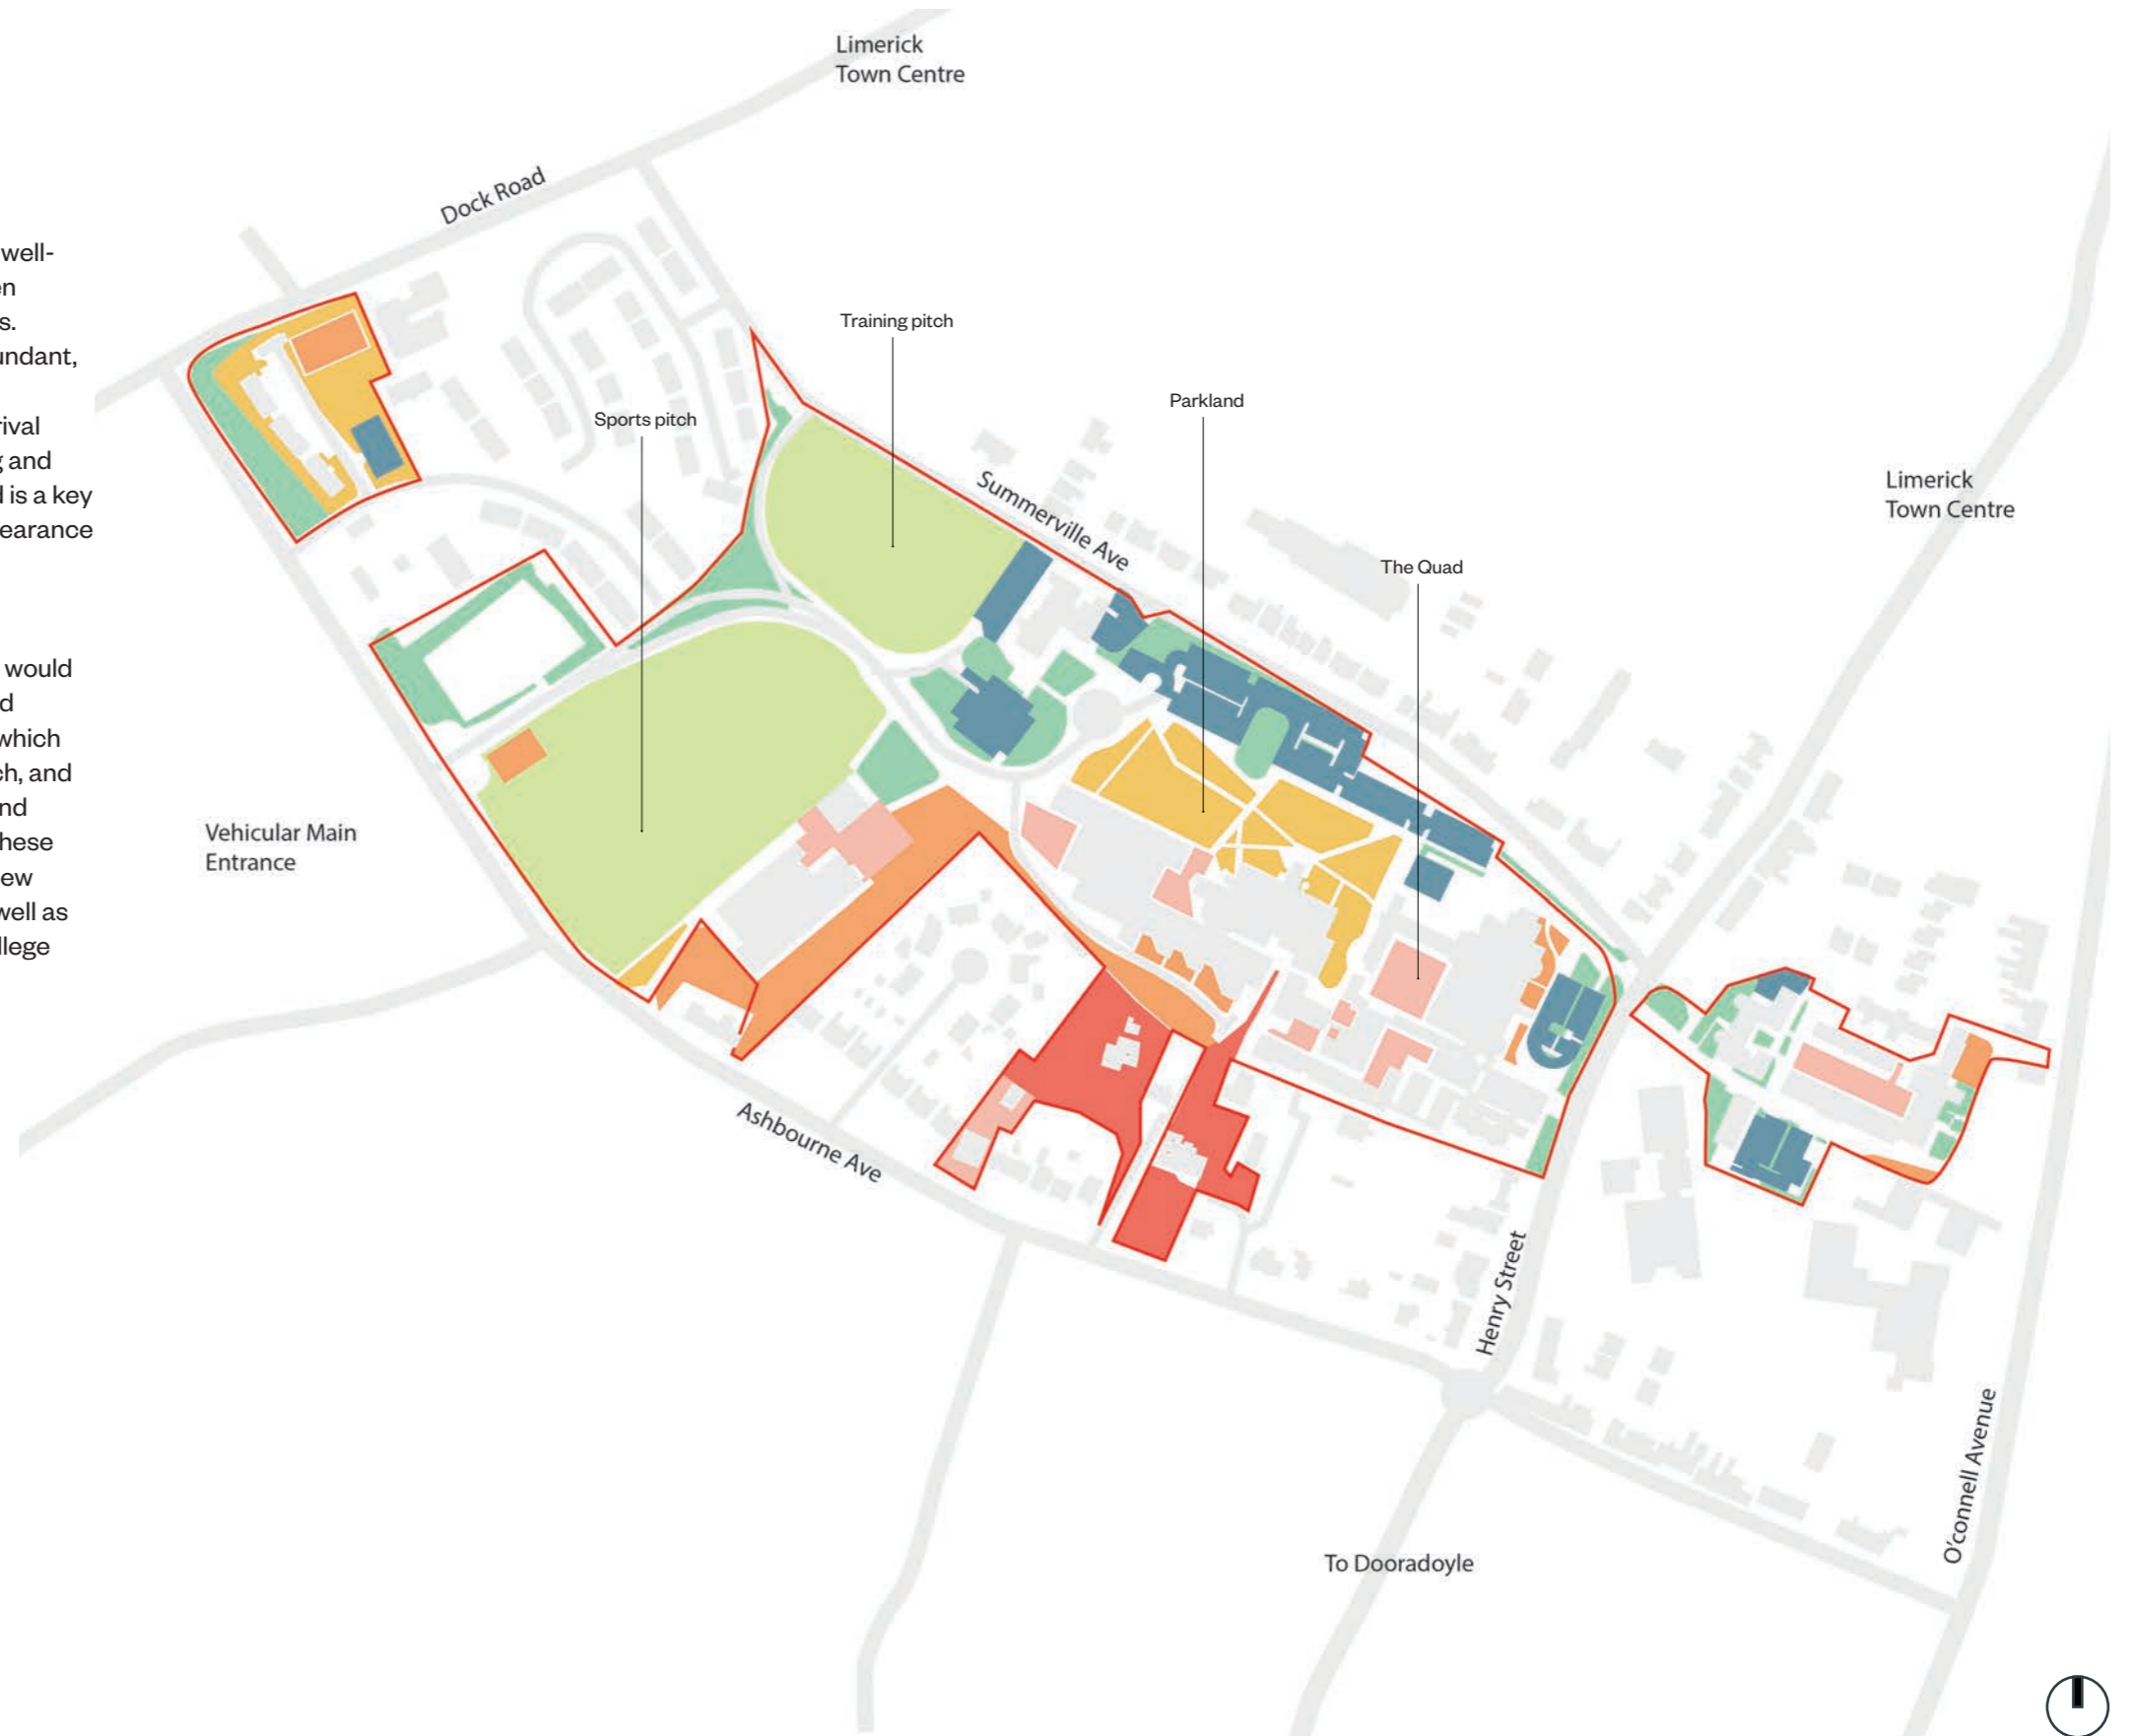 well-
en
s.
undant,
rival
g and
d is a key
earance
would
d
which
ch, and
nd
hese
ew
well as
llege
Limerick
Town Centre
Dock Road
Training pitch
Sports pitch
Parkland
Summerville Ave
The Quad
Limerick
Town Centre
Vehicular Main
Entrance
Ashbourne Ave
Henry Street
O'connell Avenue
To Dooradoyle